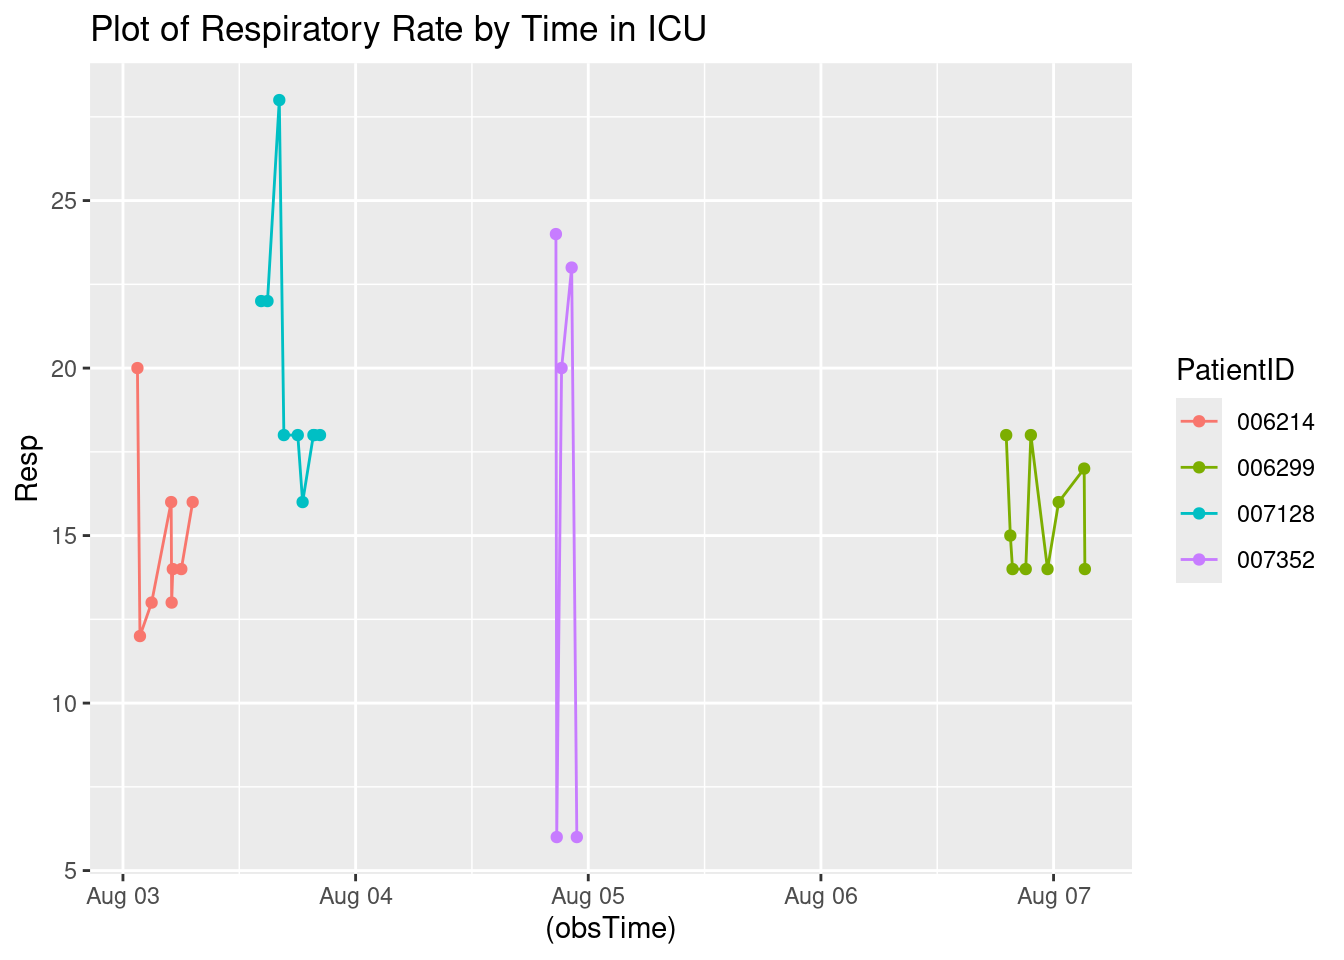 Plot of Respiratory Rate by Time in ICU
25
20
15
10
5
Resp
Aug 03
Aug 04
Aug 05
Aug 06
Aug 07
(obsTime)
PatientID
006214
006299
007128
007352